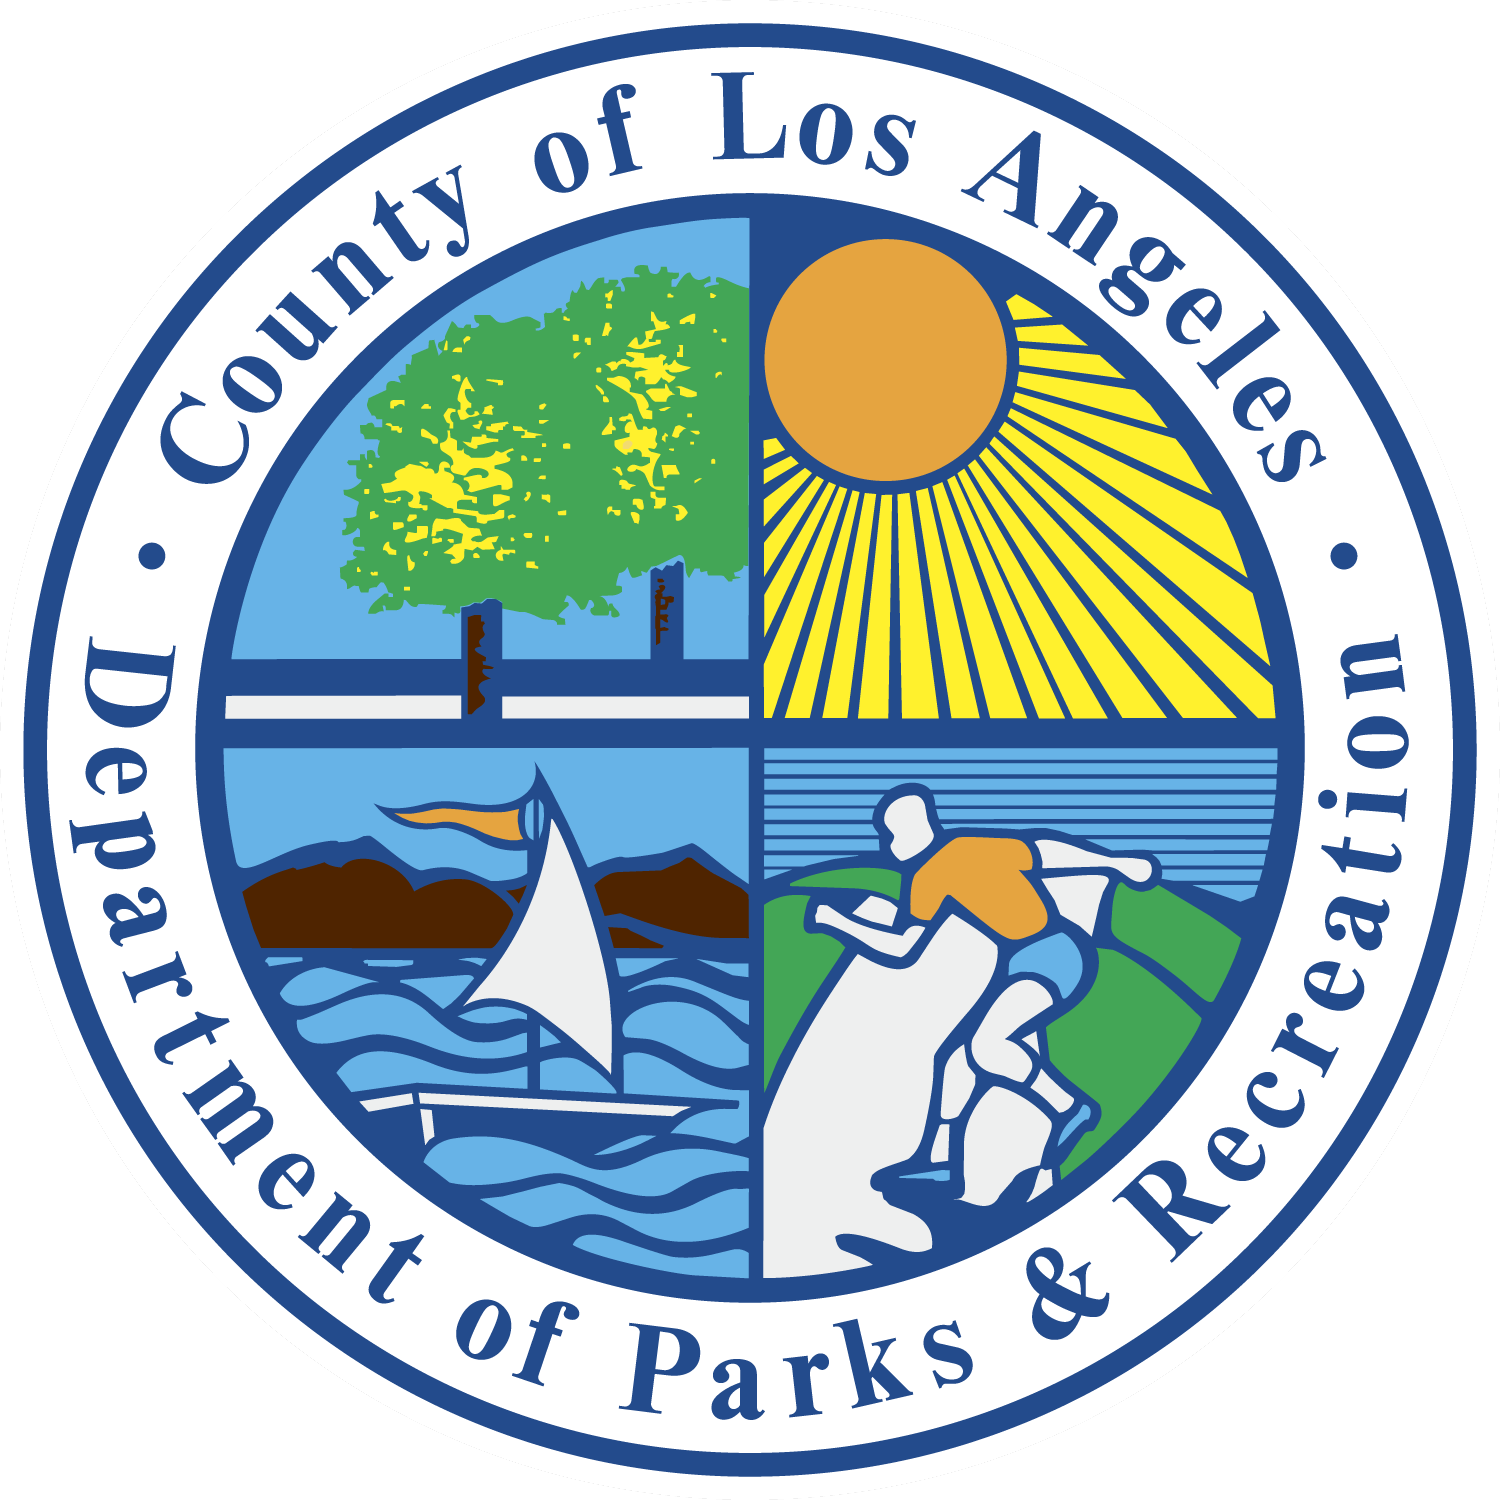 County of Los Angeles
Department of Parks & Recreation